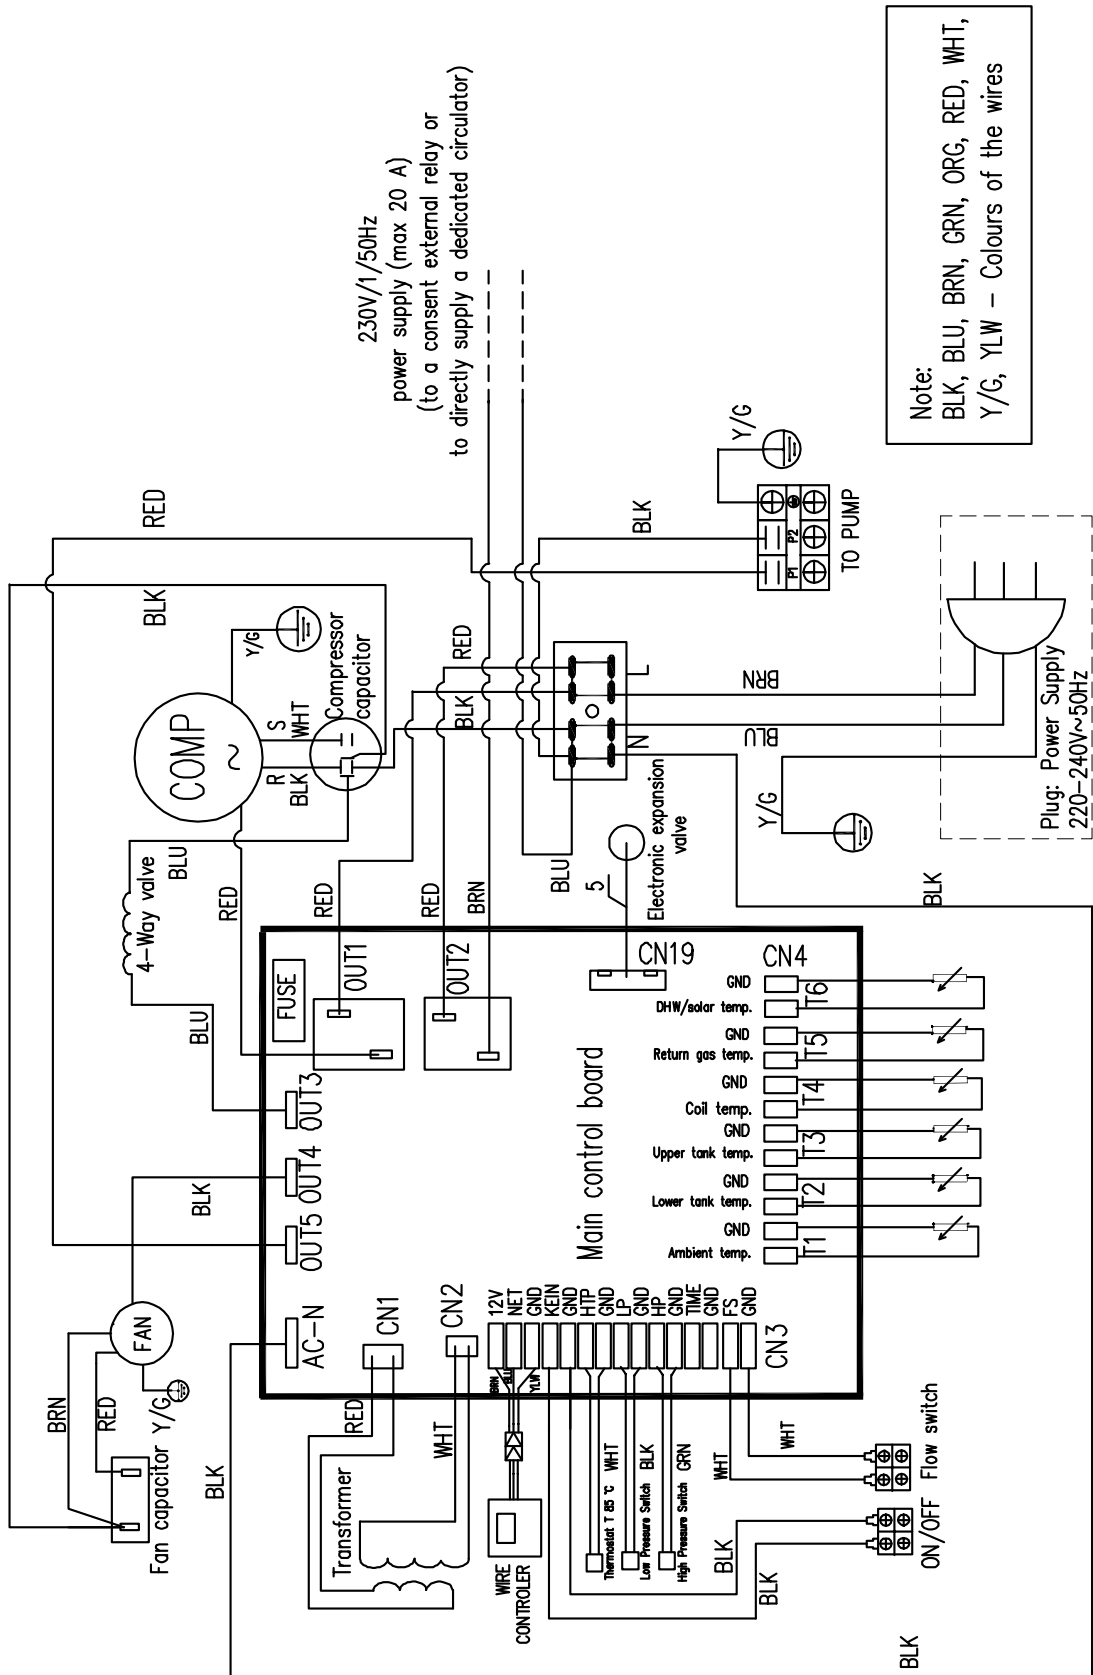 230V/1/50Hz
power supply (max 20 A)
(to a consent external relay or
to directly supply a dedicated circulator)
Note:
BLK, BLU, BRN, GRN, ORG, RED, WHT,
Y/G, YLW – Colours of the wires
RED
BLK
Y/G
COMP
~
S
WHT
R
BLK
Compressor
capacitor
4–Way valve
BLU
BLU
RED
RED
BLK
RED
RED
BRN
BLU
5
Electronic expansion
valve
L
N
BRN
BLU
BLK
Y/G
P1
P2
TO PUMP
Y/G
Plug: Power Supply
220–240V~50Hz
BLK
FUSE
OUT1
OUT2
OUT3
OUT4
OUT5
AC–N
CN1
CN2
CN19
CN4
CN3
Main control board
GND
DHW/solar temp.
T6
GND
Return gas temp.
T5
GND
Coil temp.
T4
GND
Upper tank temp.
T3
GND
Lower tank temp.
T2
GND
Ambient temp.
T1
12V
NET
GND
KEIN
GND
HTP
GND
LP
GND
HP
GND
TIME
GND
FS
GND
BRN
BLU
YLW
BLK
FAN
BRN
RED
Y/G
Fan capacitor
BLK
RED
WHT
Transformer
WIRE
CONTROLER
Thermostat T 85 °C WHT
Low Pressure Switch BLK
High Pressure Switch GRN
WHT
WHT
BLK
BLK
Flow switch
ON/OFF
BLK